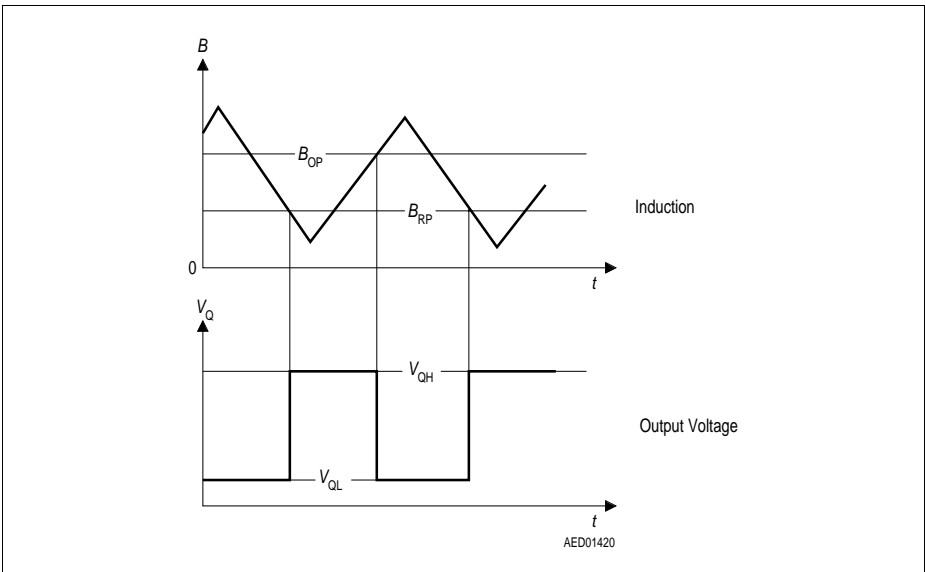 B
B_OP
B_RP
Induction
0
t
V_Q
V_QH
Output Voltage
V_QL
t
AED01420